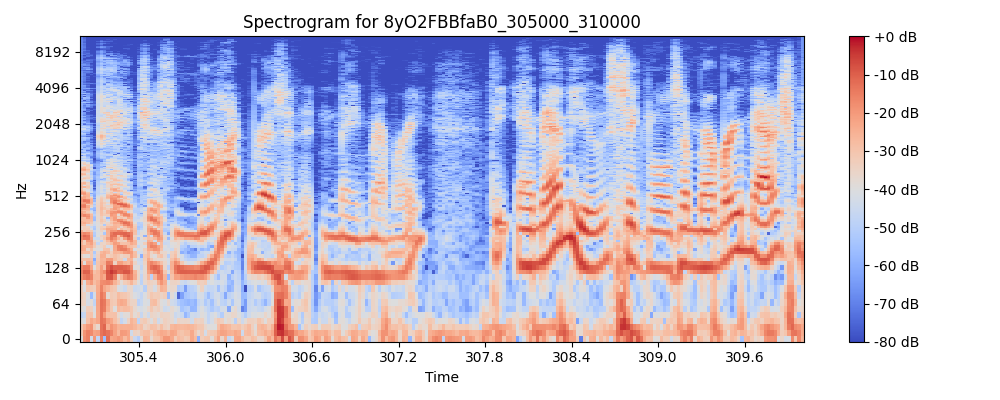 Spectrogram for 8yO2FBBfaB0_305000_310000
Hz
8192
4096
2048
1024
512
256
128
64
0
305.4 306.0 306.6 307.2 307.8 308.4 309.0 309.6
Time
+0 dB
-10 dB
-20 dB
-30 dB
-40 dB
-50 dB
-60 dB
-70 dB
-80 dB